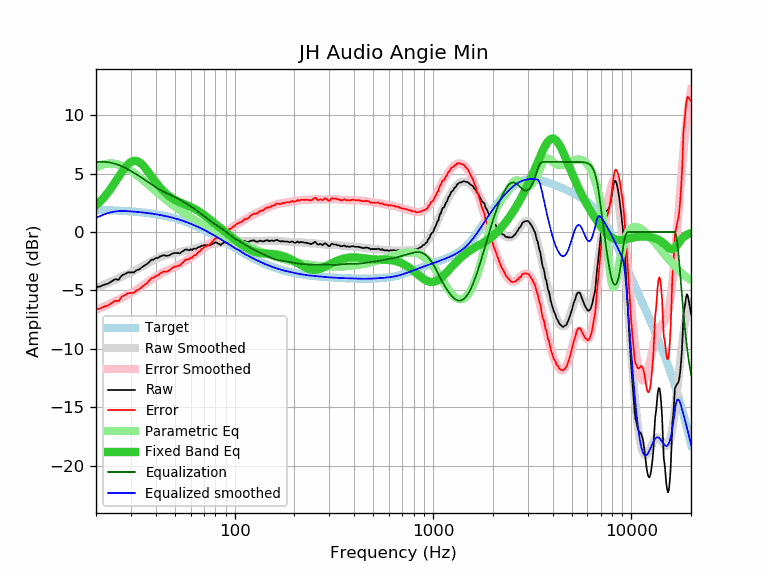 JH Audio Angie Min
10
5
0
−5
−10
−15
−20
Amplitude (dBr)
Target
Raw Smoothed
Error Smoothed
Raw
Error
Parametric Eq
Fixed Band Eq
Equalization
Equalized smoothed
100
1000
10000
Frequency (Hz)